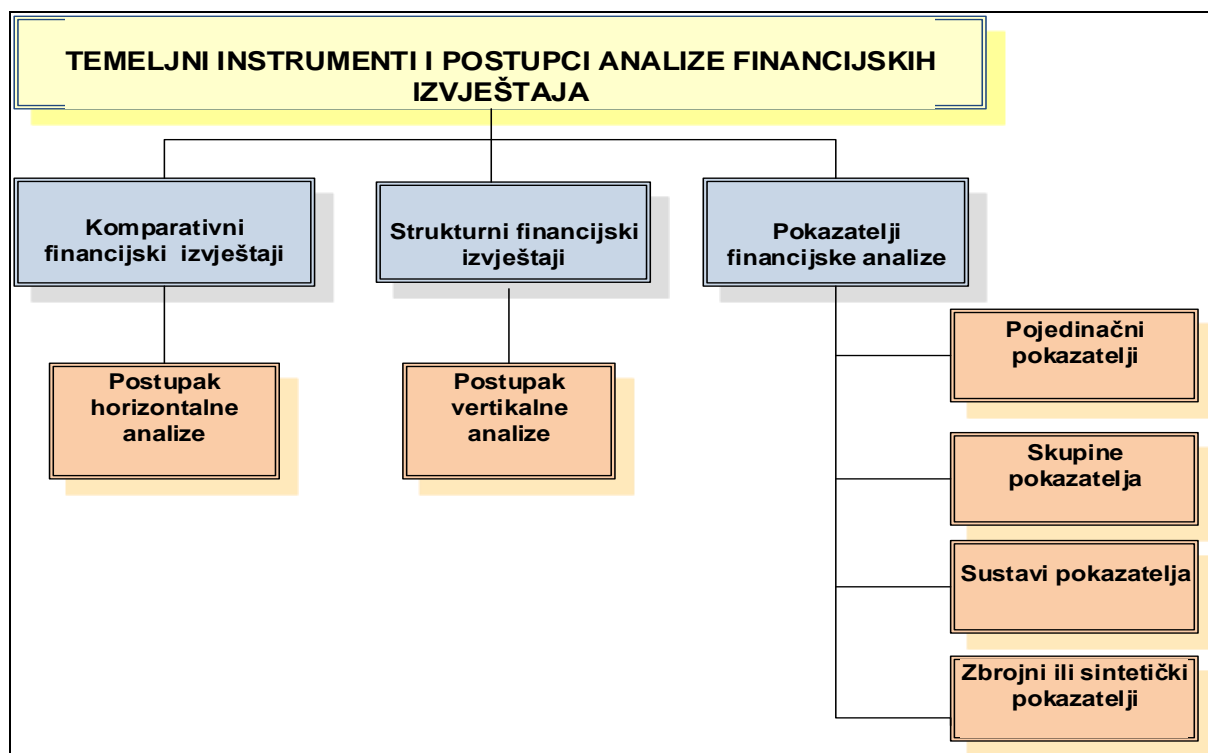 TEMELJNI INSTRUMENTI I POSTUPCI ANALIZE FINANCIJSKIH
IZVJEŠTAJA
Komparativni
financijski izvještaji
Strukturni financijski
izvještaji
Pokazatelji
financijske analize
Postupak
horizontalne
analize
Postupak
vertikalne
analize
Pojedinačni
pokazatelji
Skupine
pokazatelja
Sustavi pokazatelja
Zbrojni ili sintetički
pokazatelji